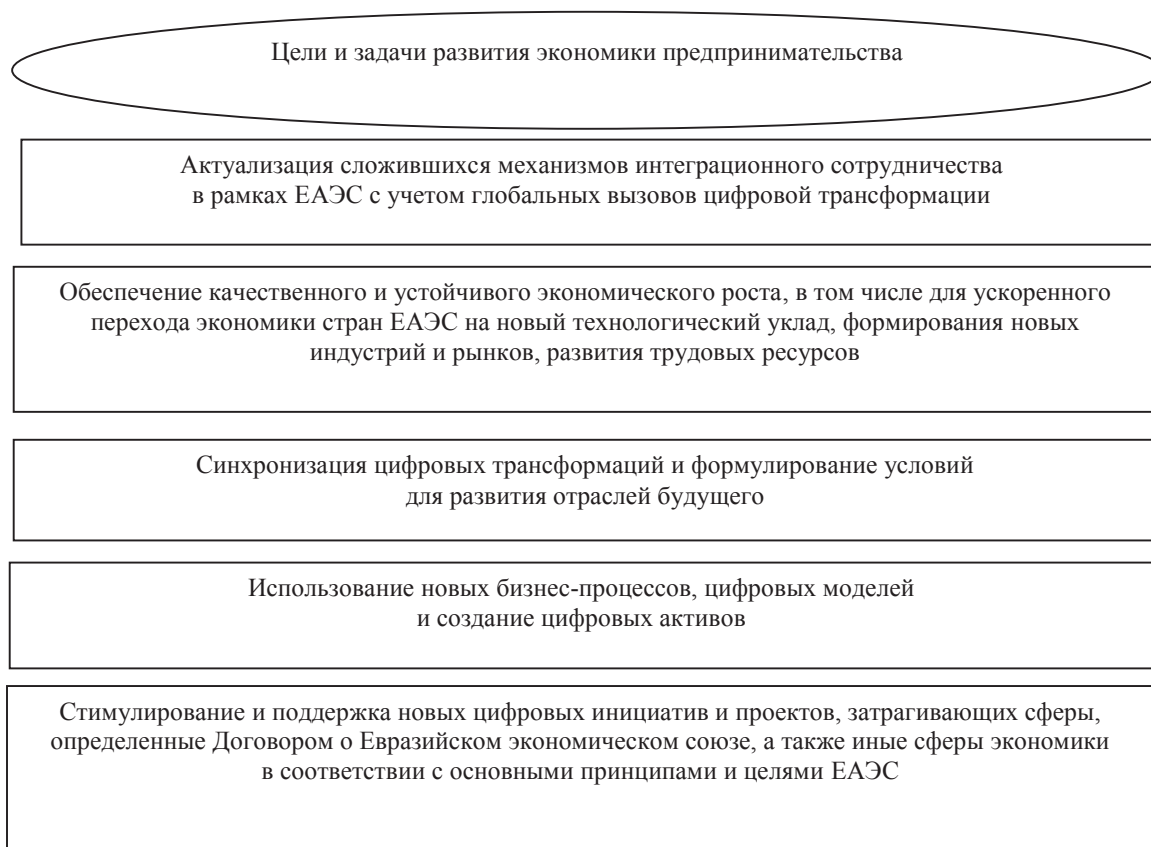 Цели и задачи развития экономики предпринимательства
Актуализация сложившихся механизмов интеграционного сотрудничества
в рамках ЕАЭС с учетом глобальных вызовов цифровой трансформации
Обеспечение качественного и устойчивого экономического роста, в том числе для ускоренного
перехода экономики стран ЕАЭС на новый технологический уклад, формирования новых
индустрий и рынков, развития трудовых ресурсов
Синхронизация цифровых трансформаций и формулирование условий
для развития отраслей будущего
Использование новых бизнес-процессов, цифровых моделей
и создание цифровых активов
Стимулирование и поддержка новых цифровых инициатив и проектов, затрагивающих сферы,
определенные Договором о Евразийском экономическом союзе, а также иные сферы экономики
в соответствии с основными принципами и целями ЕАЭС